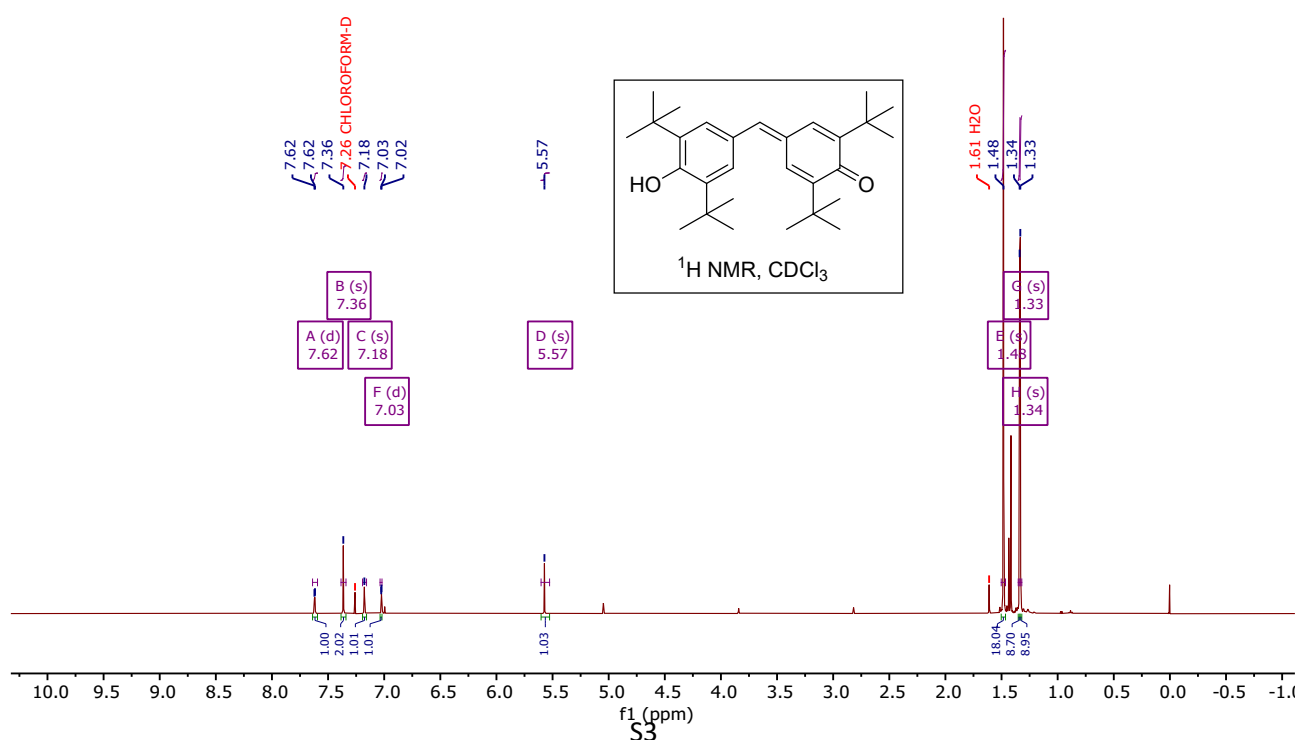 7.62
7.62
7.36
7.26 CHLOROFORM-D
7.18
7.03
7.02
5.57
1.61 H2O
1.48
1.34
1.33
HO
O
¹H NMR, CDCl₃
B (s)
7.36
G (s)
1.33
A (d)
7.62
C (s)
7.18
D (s)
5.57
E (s)
1.48
F (d)
7.03
H (s)
1.34
1.00
2.02
1.01
1.01
1.03
18.04
8.70
8.95
10.0 9.5 9.0 8.5 8.0 7.5 7.0 6.5 6.0 5.5 5.0 4.5 4.0 3.5 3.0 2.5 2.0 1.5 1.0 0.5 0.0 -0.5 -1.0
f1 (ppm)
S3